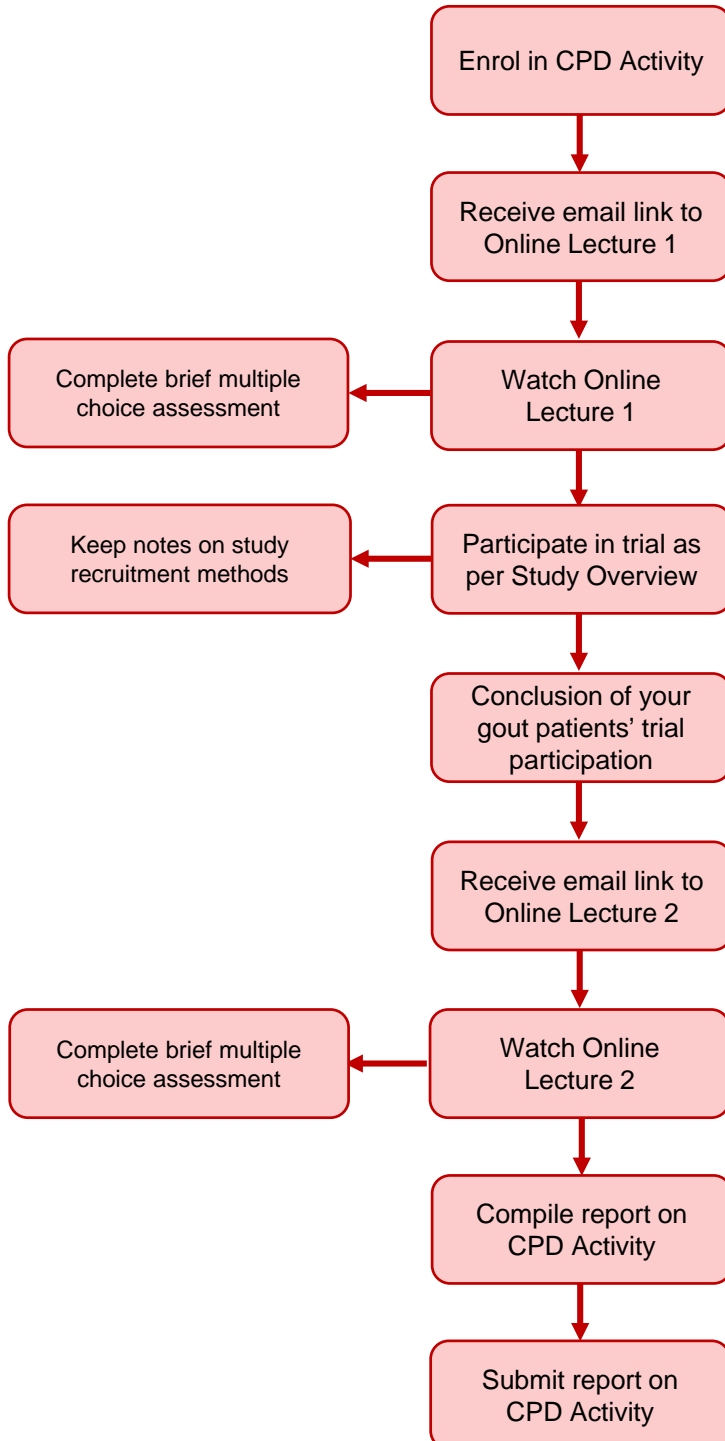 Enrol in CPD Activity
Receive email link to
Online Lecture 1
Complete brief multiple
choice assessment
Watch Online
Lecture 1
Keep notes on study
recruitment methods
Participate in trial as
per Study Overview
Conclusion of your
gout patients’ trial
participation
Receive email link to
Online Lecture 2
Complete brief multiple
choice assessment
Watch Online
Lecture 2
Compile report on
CPD Activity
Submit report on
CPD Activity